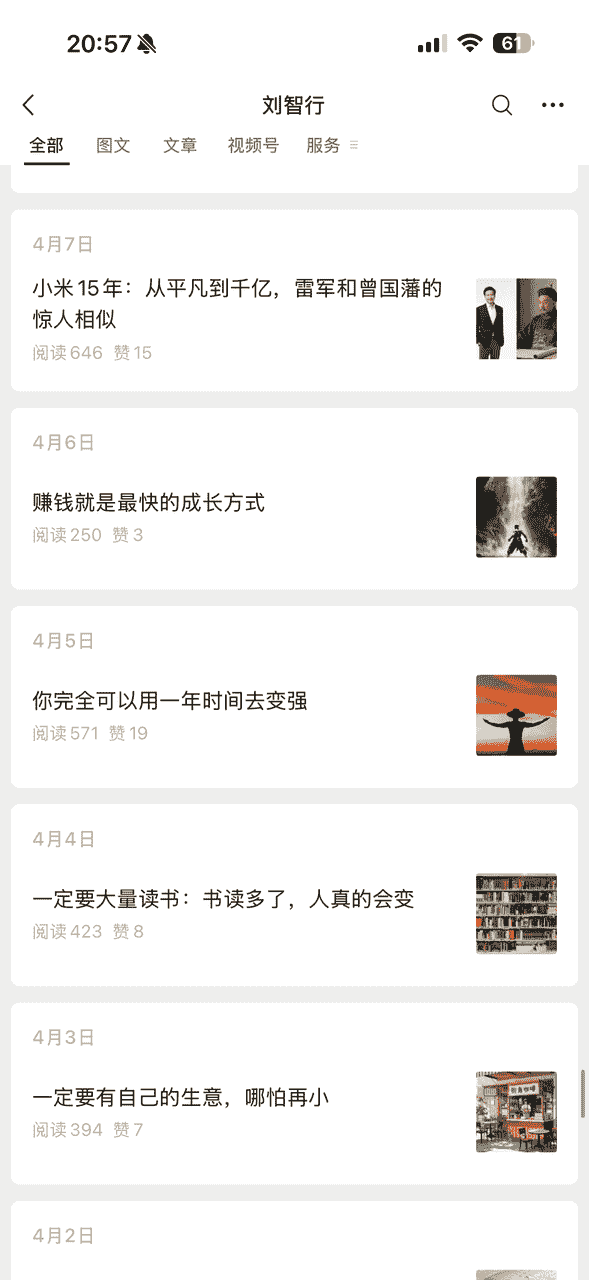 20:57
61
刘智行
全部 图文 文章 视频号 服务
4月7日
小米15年：从平凡到千亿，雷军和曾国藩的
惊人相似
阅读646 赞15
4月6日
赚钱就是最快的成长方式
阅读250 赞3
4月5日
你完全可以用一年时间去变强
阅读571 赞19
4月4日
一定要大量读书：书读多了，人真的会变
阅读423 赞8
4月3日
一定要有自己的生意，哪怕再小
阅读394 赞7
4月2日